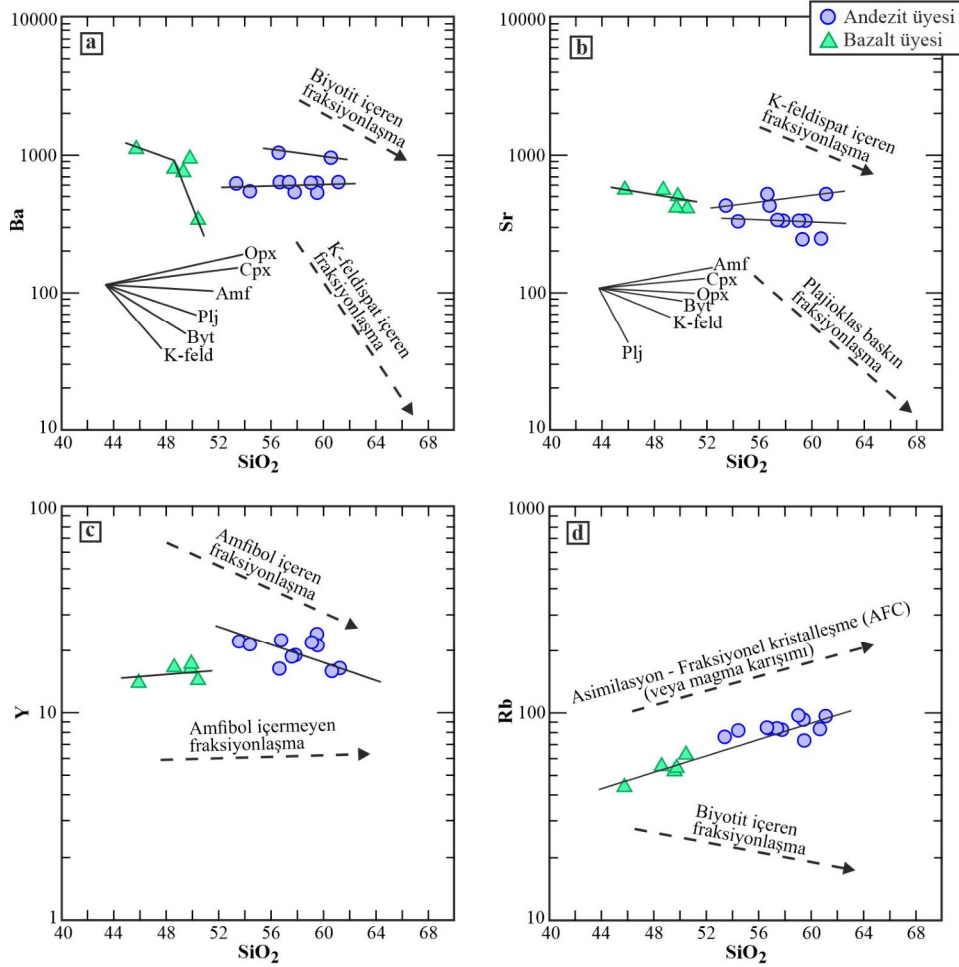 Andezit üyesi
Bazalt üyesi
a
10000
1000
100
10
Ba
Biyotit içeren
fraksiyonlaşma
K-feldispat içeren
fraksiyonlaşma
Opx
Cpx
Amf
Plj
Byt
K-feld
40 44 48 52 56 60 64 68
SiO2
b
10000
1000
100
10
Sr
K-feldispat içeren
fraksiyonlaşma
Plajioklas baskın
fraksiyonlaşma
Amf
Cpx
Opx
Byt
K-feld
Plj
40 44 48 52 56 60 64 68
SiO2
c
100
10
1
Y
Amfibol içeren
fraksiyonlaşma
Amfibol içermeyen
fraksiyonlaşma
40 44 48 52 56 60 64 68
SiO2
d
1000
100
10
Rb
Asimilasyon - Fraksiyonel kristalleşme (AFC)
(veya magma karışımı)
Biyotit içeren
fraksiyonlaşma
40 44 48 52 56 60 64 68
SiO2